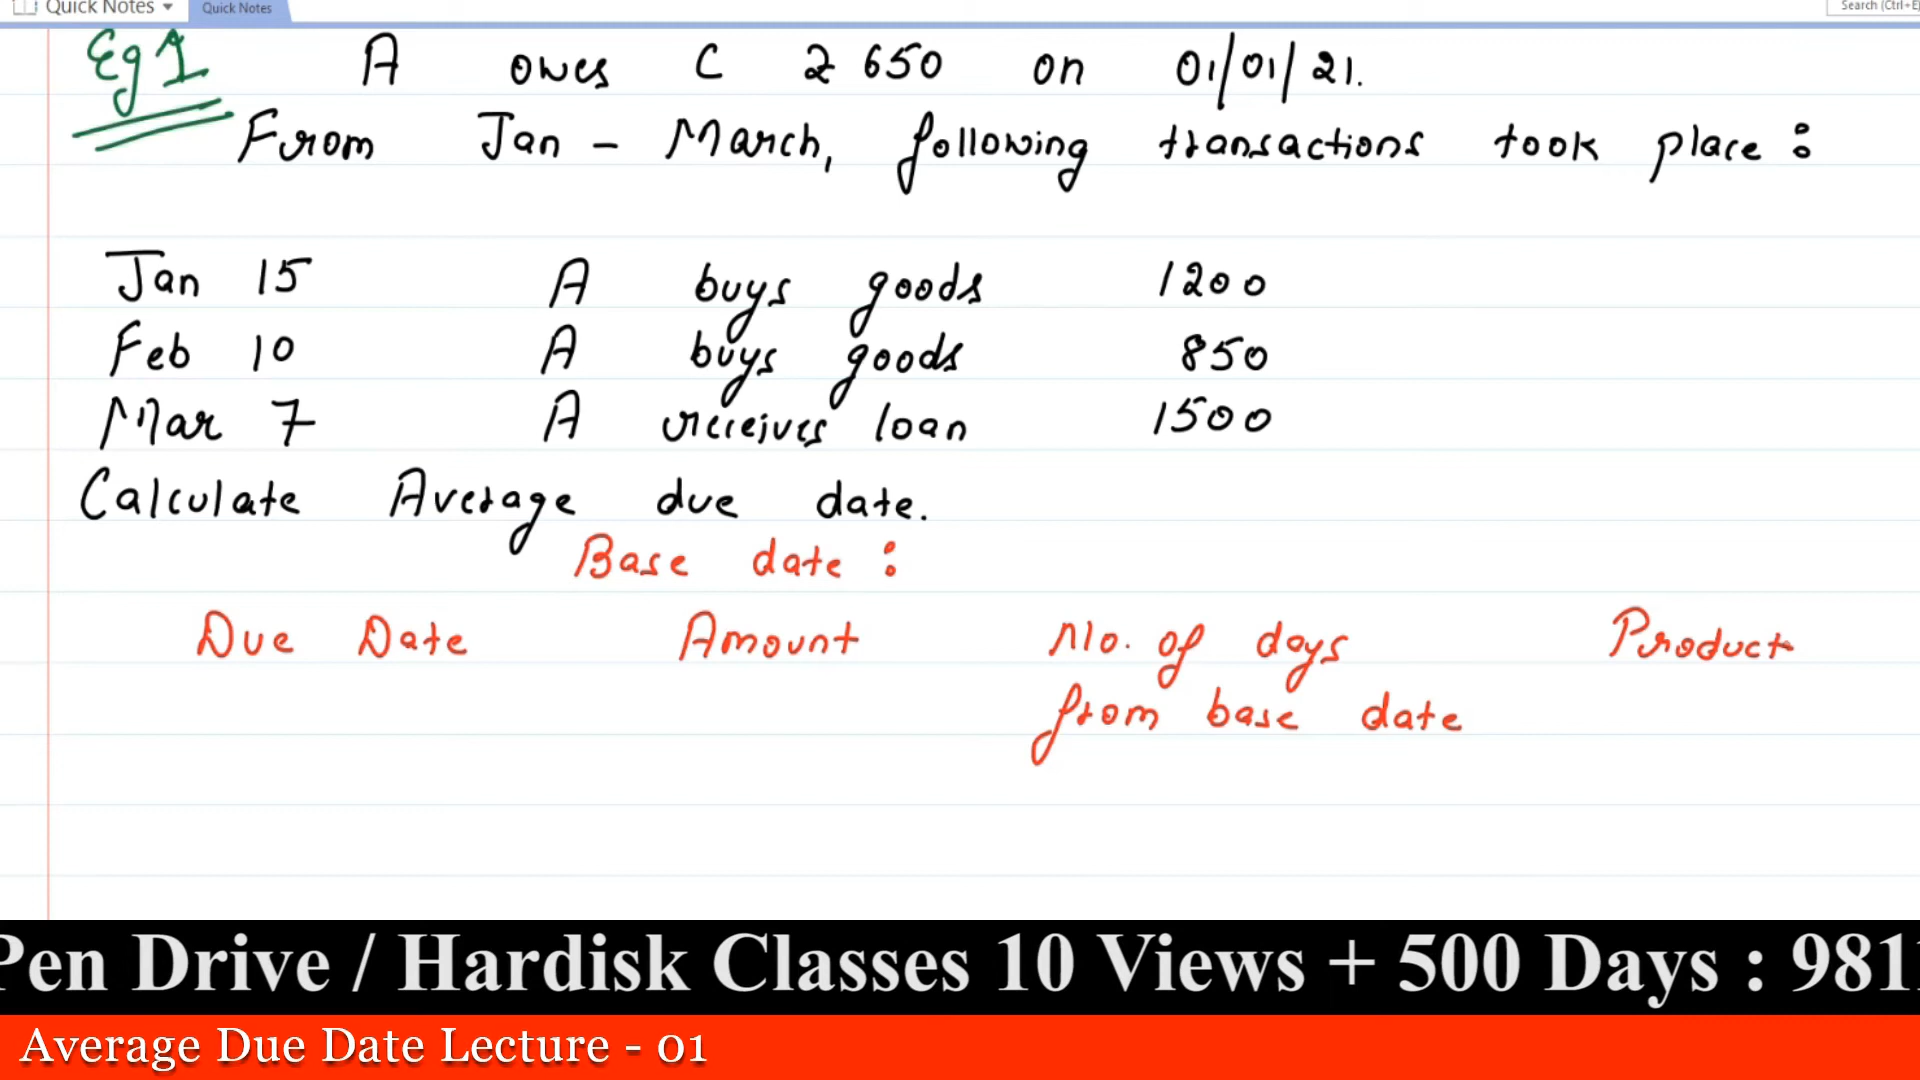 Quick Notes
Quick Notes
Search (Ctrl+E)
Eg 1 A owes C ₹ 650 on 01/01/21.
From Jan - March, following transactions took place :
Jan 15 A buys goods 1200
Feb 10 A buys goods 850
Mar 7 A receives loan 1500
Calculate Average due date.
Base date :
Due Date Amount No. of days Product
from base date
Pen Drive / Hardisk Classes 10 Views + 500 Days : 981
Average Due Date Lecture - 01